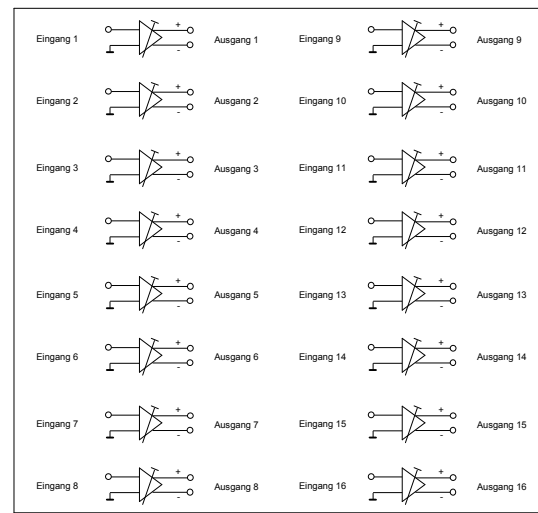 Eingang 1 + - Ausgang 1 Eingang 9 + - Ausgang 9
Eingang 2 + - Ausgang 2 Eingang 10 + - Ausgang 10
Eingang 3 + - Ausgang 3 Eingang 11 + - Ausgang 11
Eingang 4 + - Ausgang 4 Eingang 12 + - Ausgang 12
Eingang 5 + - Ausgang 5 Eingang 13 + - Ausgang 13
Eingang 6 + - Ausgang 6 Eingang 14 + - Ausgang 14
Eingang 7 + - Ausgang 7 Eingang 15 + - Ausgang 15
Eingang 8 + - Ausgang 8 Eingang 16 + - Ausgang 16